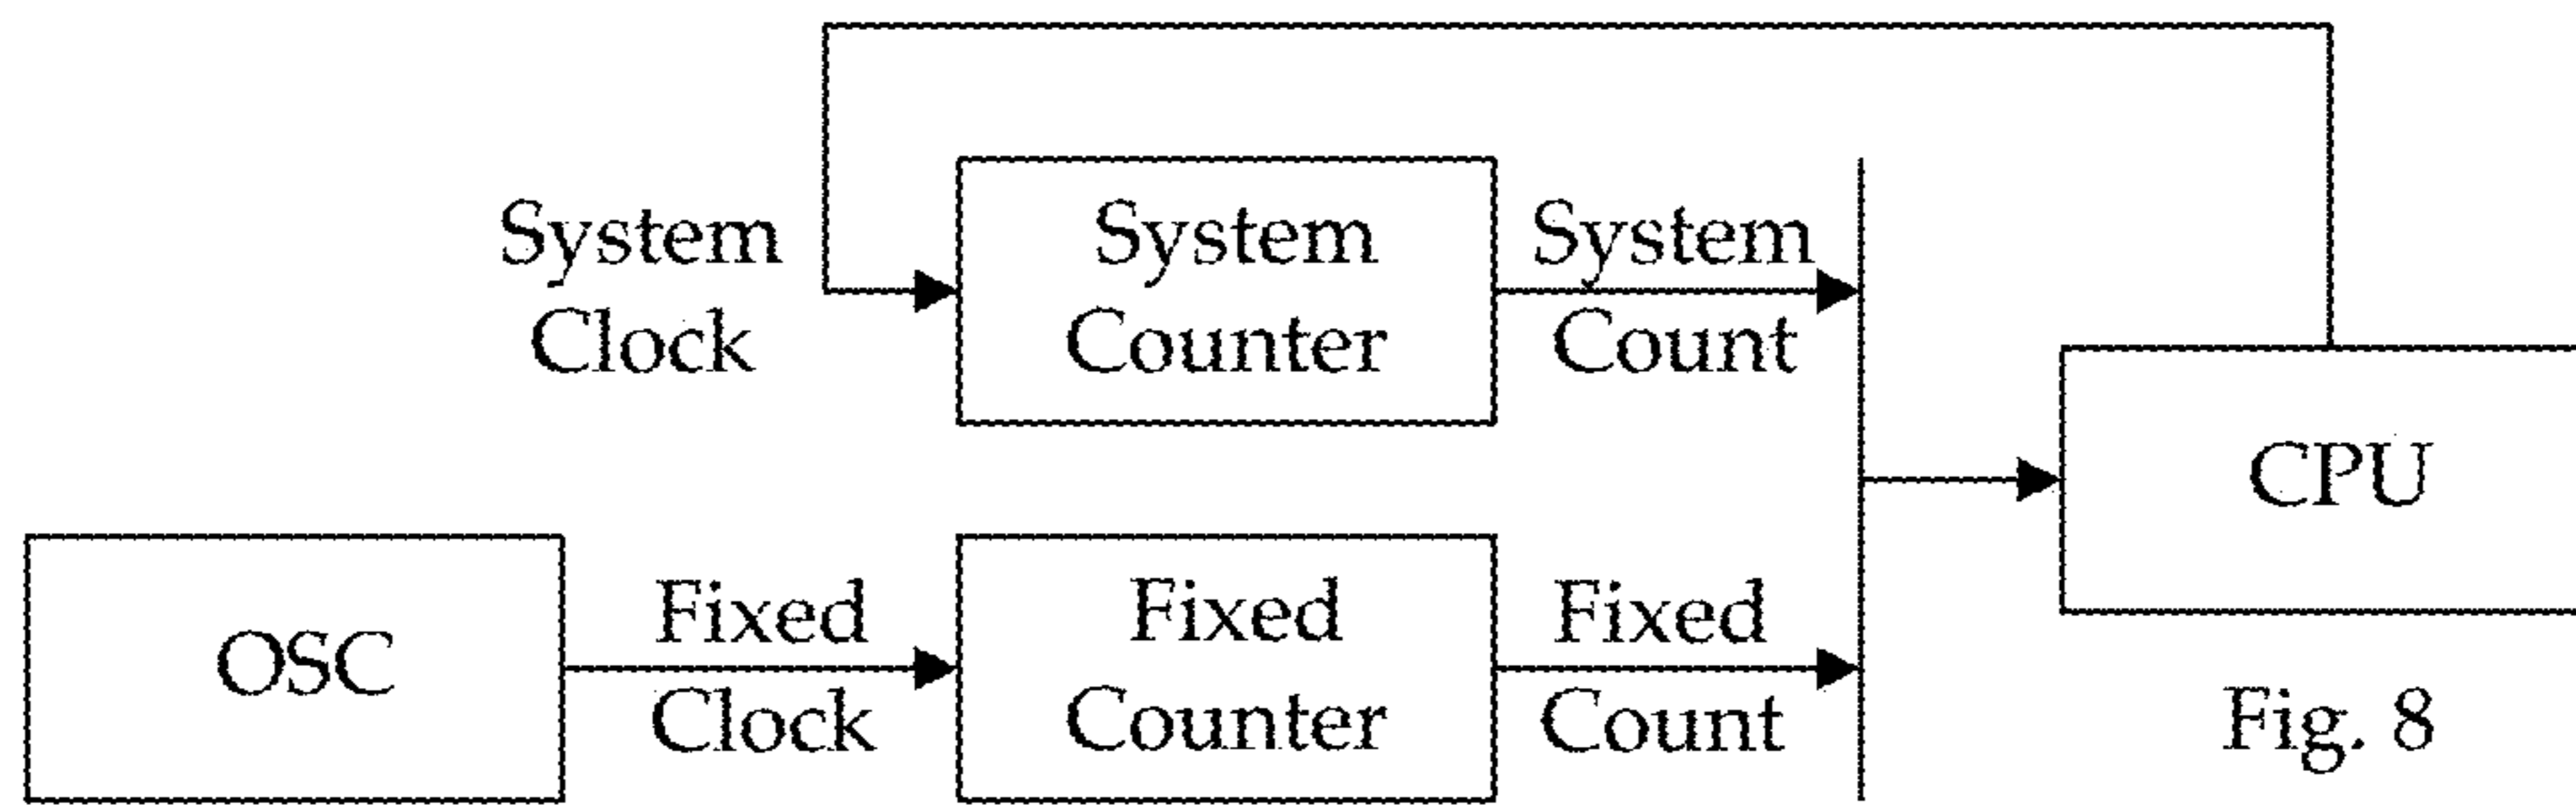 System
Clock
System
Counter
System
Count
CPU
OSC
Fixed
Clock
Fixed
Counter
Fixed
Count
Fig. 8